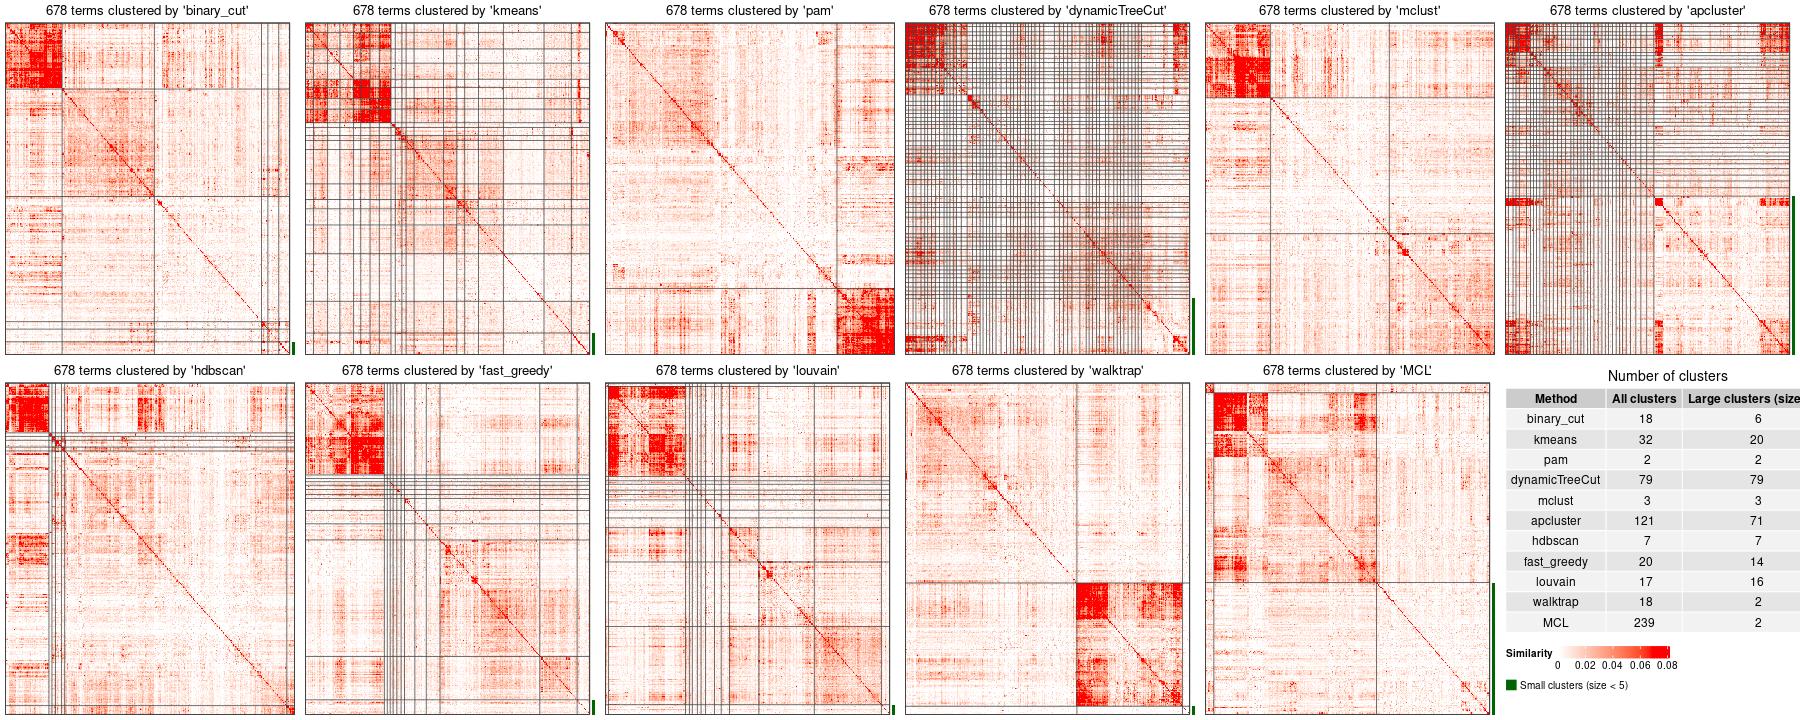 678 terms clustered by 'binary_cut'
678 terms clustered by 'kmeans'
678 terms clustered by 'pam'
678 terms clustered by 'dynamicTreeCut'
678 terms clustered by 'mclust'
678 terms clustered by 'apcluster'
678 terms clustered by 'hdbscan'
678 terms clustered by 'fast_greedy'
678 terms clustered by 'louvain'
678 terms clustered by 'walktrap'
678 terms clustered by 'MCL'
Number of clusters
Method All clusters Large clusters (size
binary_cut 18 6
kmeans 32 20
pam 2 2
dynamicTreeCut 79 79
mclust 3 3
apcluster 121 71
hdbscan 7 7
fast_greedy 20 14
louvain 17 16
walktrap 18 2
MCL 239 2
Similarity
0 0.02 0.04 0.06 0.08
Small clusters (size < 5)